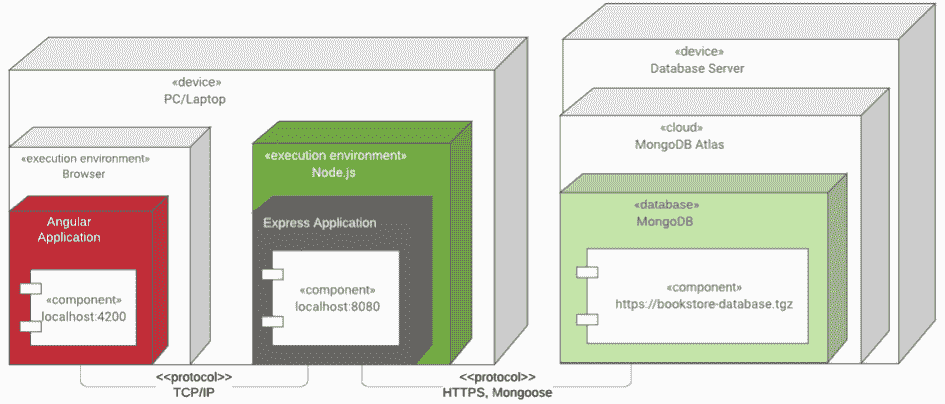 «device»
PC/Laptop
«execution environment»
Browser
Angular
Application
«component»
localhost:4200
«execution environment»
Node.js
Express Application
«component»
localhost:8080
«device»
Database Server
«cloud»
MongoDB Atlas
«database»
MongoDB
«component»
https://bookstore-database.tgz
<<protocol>>
TCP/IP
<<protocol>>
HTTPS, Mongoose